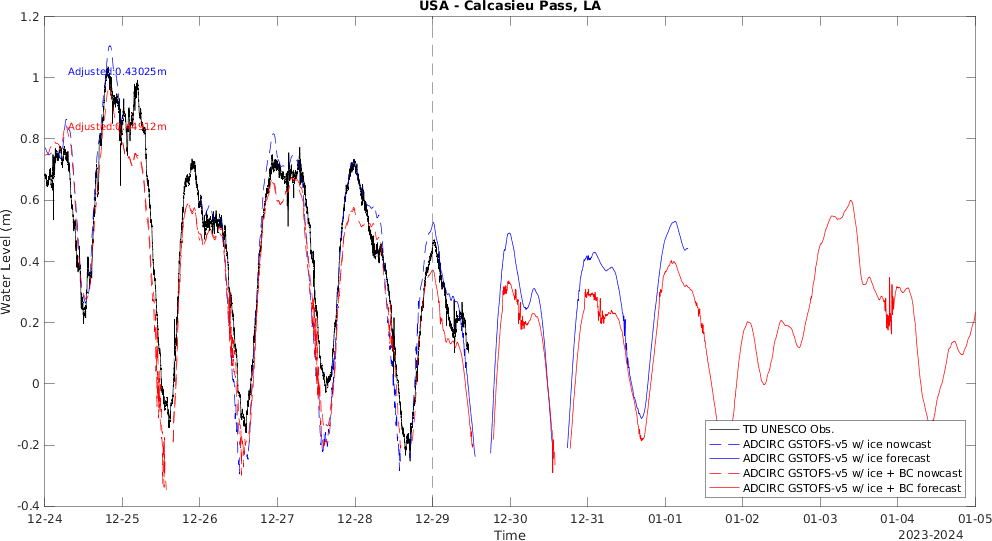 USA - Calcasieu Pass, LA
1.2
1
0.8
0.6
0.4
0.2
0
-0.2
-0.4
Water Level (m)
Adjusted:0.43025m
TD UNESCO Obs.
ADCIRC GSTOFS-v5 w/ ice nowcast
ADCIRC GSTOFS-v5 w/ ice forecast
ADCIRC GSTOFS-v5 w/ ice + BC nowcast
ADCIRC GSTOFS-v5 w/ ice + BC forecast
12-24 12-25 12-26 12-27 12-28 12-29 12-30 12-31 01-01 01-02 01-03 01-04 01-05
Time
2023-2024